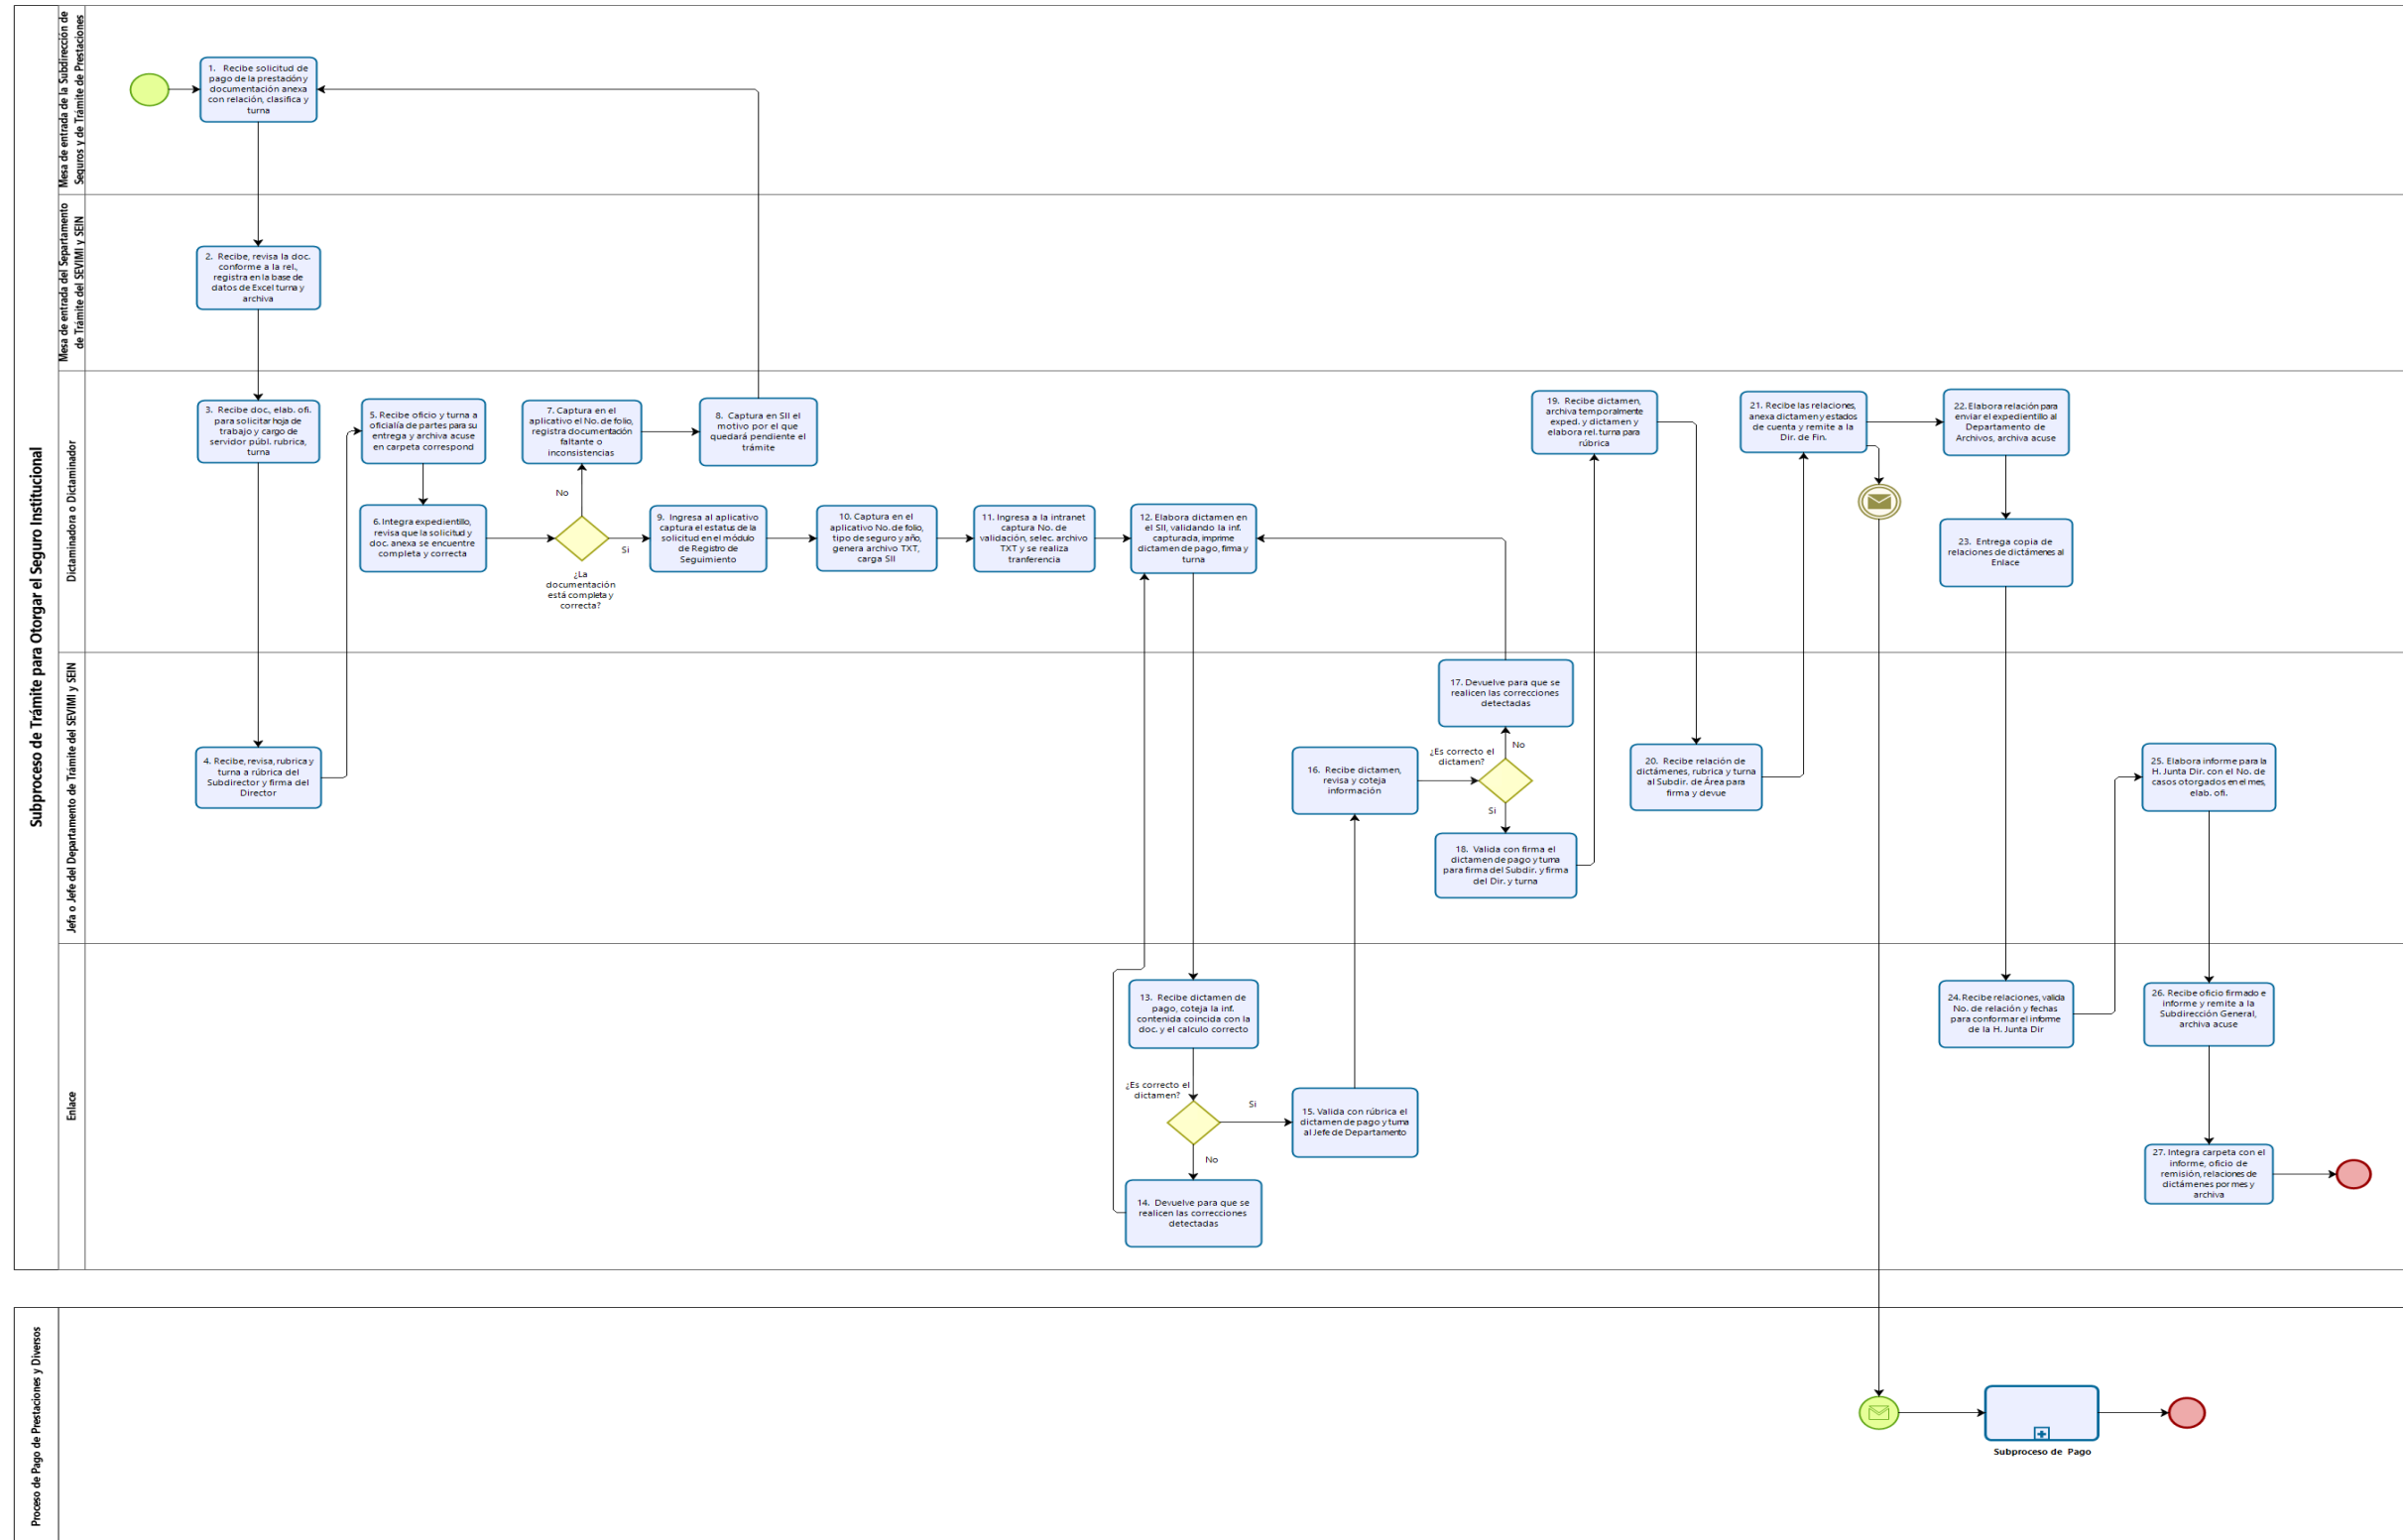 Subproceso de Trámite para Otorgar el Seguro Institucional
Mesa de entrada de la Subdirección de
Seguros y de Trámite de Prestaciones
1. Recibe solicitud de
pago de la prestación y
documentación anexa
con relación, clasifica y
turna
Mesa de entrada del Separtamento
de Trámite del SEVIMI y SEIN
2. Recibe, revisa la doc.
conforme a la rel.,
registra en la base de
datos de Excel turna y
archiva
Dictaminadora o Dictaminador
3. Recibe doc., elab. ofi.
para solicitar hoja de
trabajo y cargo de
servidor públ. rubrica,
turna
5. Recibe oficio y turna a
oficialía de partes para su
entrega y archiva acuse
en carpeta correspond
7. Captura en el
aplicativo el No. de folio,
registra documentación
faltante o
inconsistencias
8. Captura en SII el
motivo por el que
quedará pendiente el
trámite
19. Recibe dictamen,
archiva temporalmente
exped. y dictamen y
elabora rel. turna para
rúbrica
21. Recibe las relaciones,
anexa dictamen y estados
de cuenta y remite a la
Dir. de Fin.
22. Elabora relación para
enviar el expedientillo al
Departamento de
Archivos, archiva acuse
No
6. Integra expedientillo,
revisa que la solicitud y
doc. anexa se encuentre
completa y correcta
Si
¿La
documentación
está completa y
correcta?
9. Ingresa al aplicativo
captura el estatus de la
solicitud en el módulo
de Registro de
Seguimiento
10. Captura en el
aplicativo No. de folio,
tipo de seguro y año,
genera archivo TXT,
carga SII
11. Ingresa a la intranet
captura No. de
validación, selec. archivo
TXT y se realiza
tranferencia
12. Elabora dictamen en
el SII, validando la inf.
capturada, imprime
dictamen de pago, firma y
turna
23. Entrega copia de
relaciones de dictámenes al
Enlace
Jefa o Jefe del Departamento de Trámite del SEVIMI y SEIN
4. Recibe, revisa, rubrica y
turna a rúbrica del
Subdirector y firma del
Director
17. Devuelve para que se
realicen las correcciones
detectadas
16. Recibe dictamen,
revisa y coteja
información
¿Es correcto el
dictamen?
No
Si
18. Valida con firma el
dictamen de pago y turna
para firma del Subdir. y firma
del Dir. y turna
20. Recibe relación de
dictámenes, rubrica y turna
al Subdir. de Área para
firma y devue
25. Elabora informe para la
H. Junta Dir. con el No. de
casos otorgados en el mes,
elab. ofi.
Enlace
13. Recibe dictamen de
pago, coteja la inf.
contenida coincida con la
doc. y el calculo correcto
24. Recibe relaciones, valida
No. de relación y fechas
para conformar el informe
de la H. Junta Dir
26. Recibe oficio firmado e
informe y remite a la
Subdirección General,
archiva acuse
¿Es correcto el
dictamen?
Si
15. Valida con rúbrica el
dictamen de pago y turna
al Jefe de Departamento
No
14. Devuelve para que se
realicen las correcciones
detectadas
27. Integra carpeta con el
informe, oficio de
remisión, relaciones de
dictámenes por mes y
archiva
Proceso de Pago de Prestaciones y Diversos
Subproceso de Pago